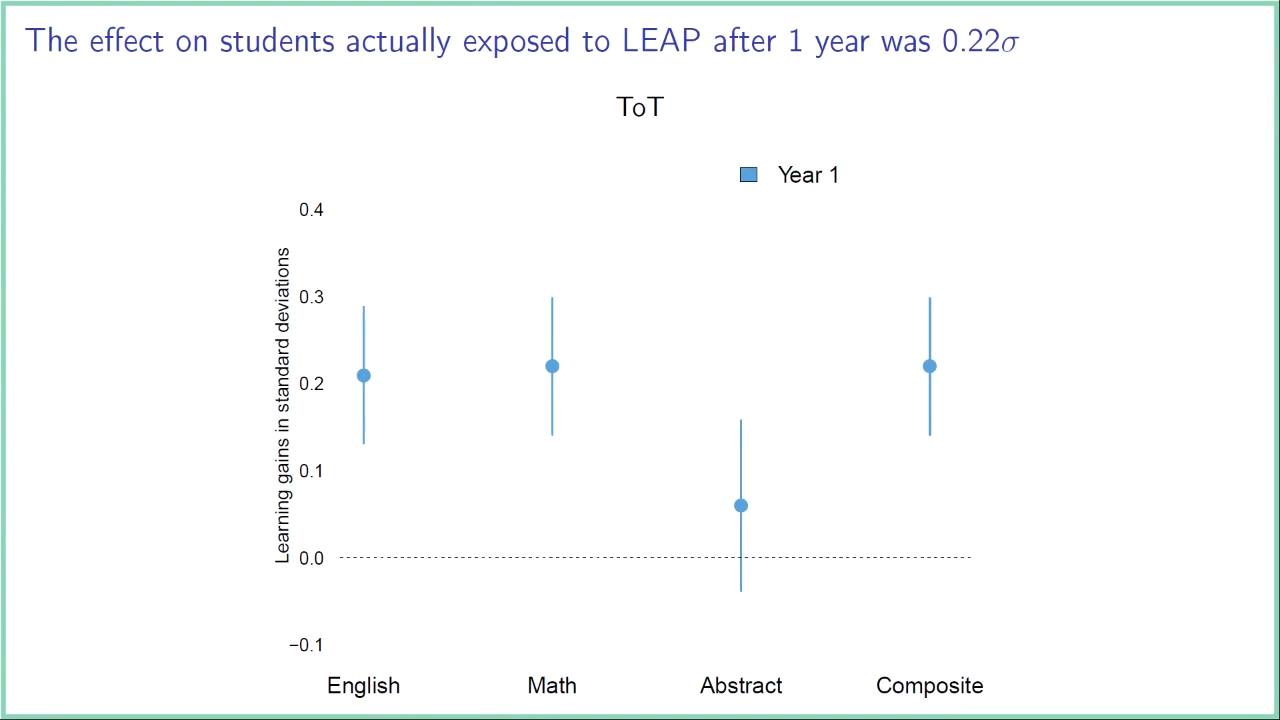 The effect on students actually exposed to LEAP after 1 year was 0.22σ
ToT
Year 1
Learning gains in standard deviations
0.4
0.3
0.2
0.1
0.0
−0.1
English Math Abstract Composite